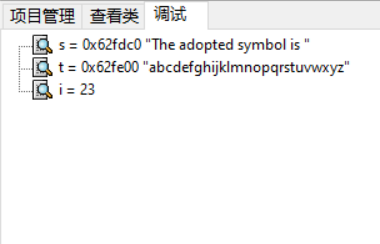 项目管理 查看类 调试
s = 0x62fdc0 "The adopted symbol is "
t = 0x62fe00 "abcdefghijklmnopqrstuvwxyz"
i = 23